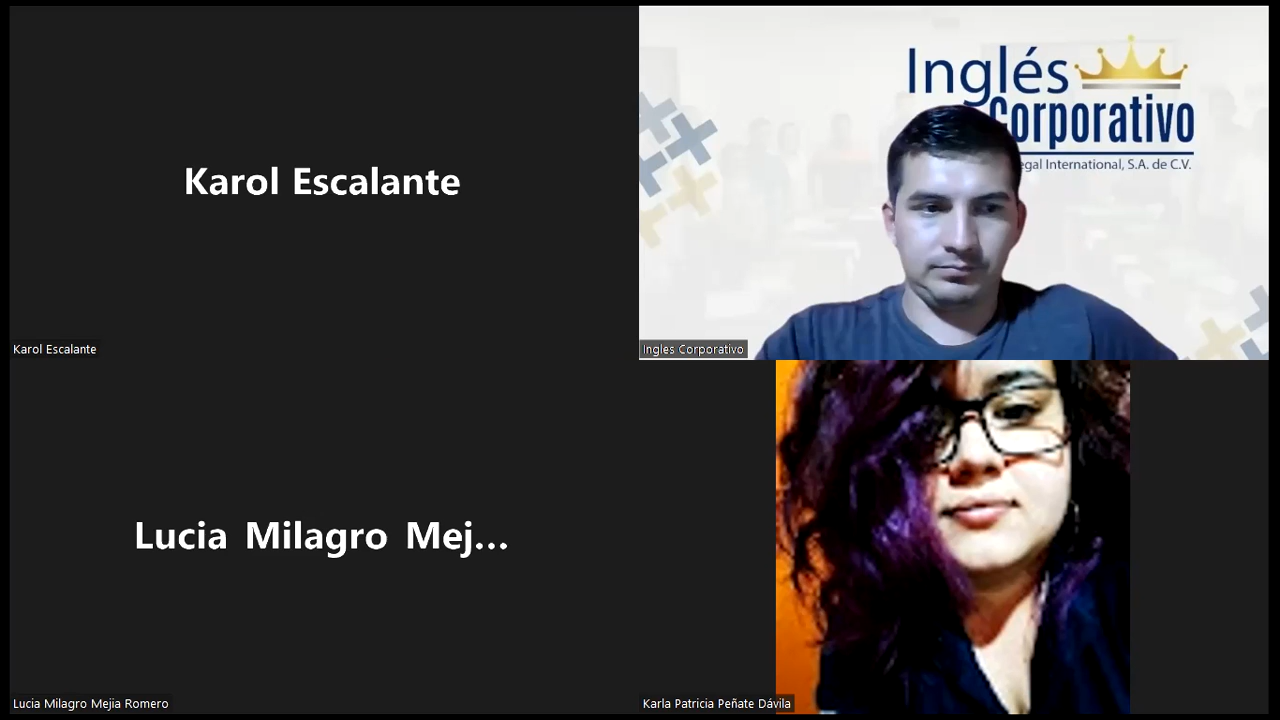 Karol Escalante
Karol Escalante
Inglés
Corporativo
egal International, S.A. de C.V.
Ingles Corporativo
Lucia Milagro Mej...
Lucia Milagro Mejia Romero
Karla Patricia Peñate Dávila